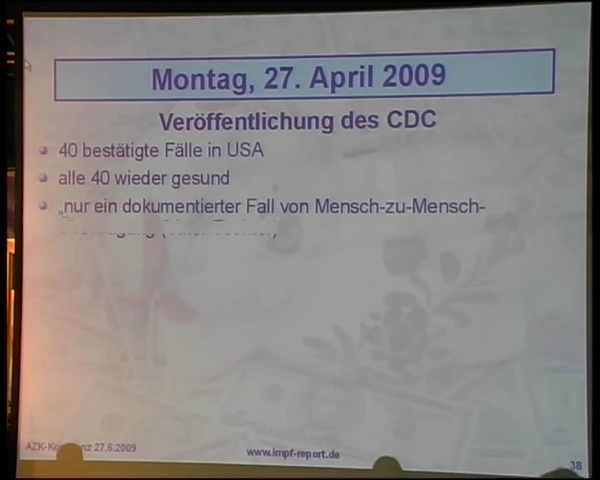 Montag, 27. April 2009
Veröffentlichung des CDC
40 bestätigte Fälle in USA
alle 40 wieder gesund
„nur ein dokumentierter Fall von Mensch-zu-Mensch-
AZK- 27.6.2009
www.impf-report.de
38